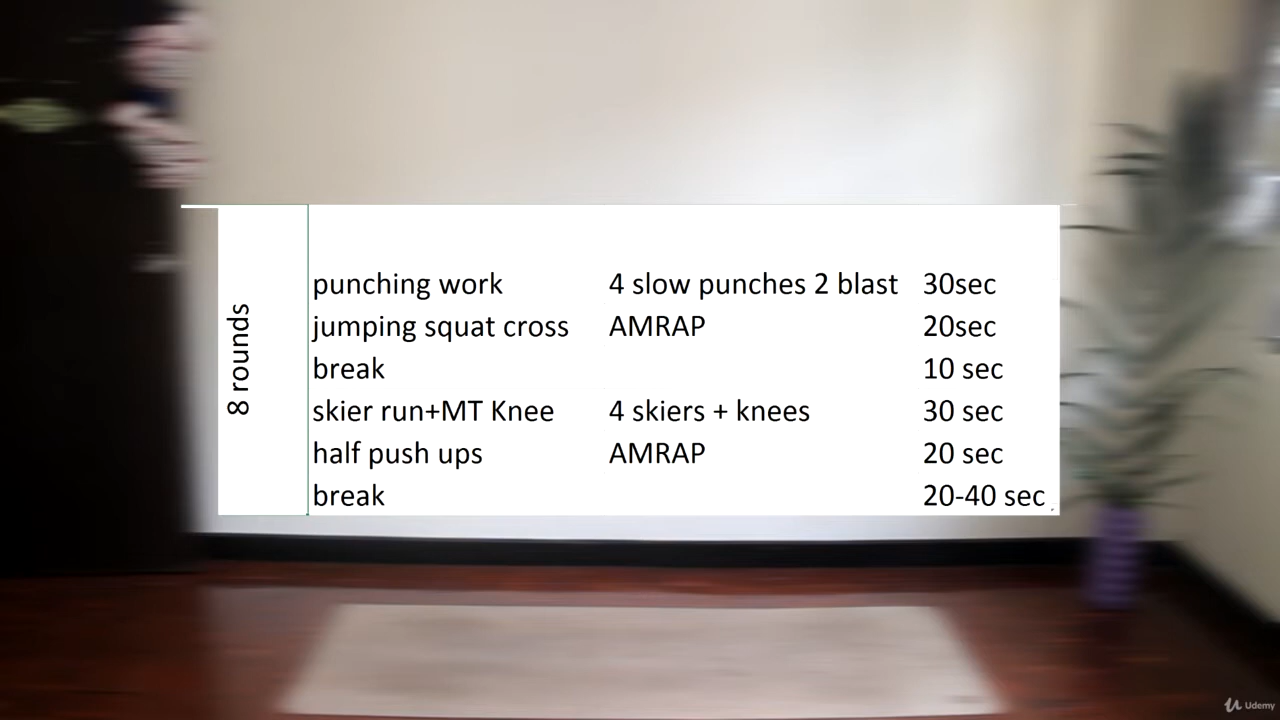 8 rounds
punching work 4 slow punches 2 blast 30sec
jumping squat cross AMRAP 20sec
break 10 sec
skier run+MT Knee 4 skiers + knees 30 sec
half push ups AMRAP 20 sec
break 20-40 sec
Udemy